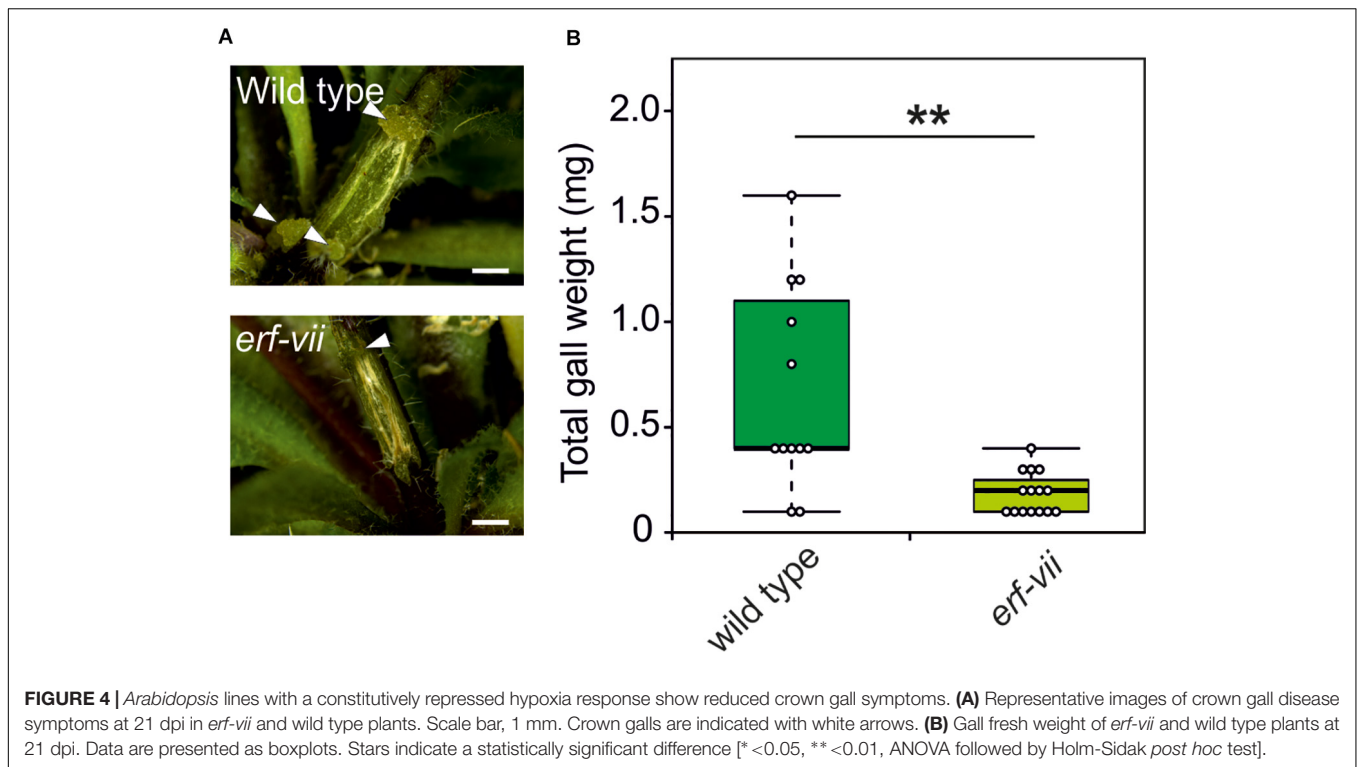 A
Wild type
erf-vii
B
Total gall weight (mg)
2.0
1.5
1.0
0.5
0
**
wild type
erf-vii
FIGURE 4 | Arabidopsis lines with a constitutively repressed hypoxia response show reduced crown gall symptoms. (A) Representative images of crown gall disease
symptoms at 21 dpi in erf-vii and wild type plants. Scale bar, 1 mm. Crown galls are indicated with white arrows. (B) Gall fresh weight of erf-vii and wild type plants at
21 dpi. Data are presented as boxplots. Stars indicate a statistically significant difference [* <0.05, ** <0.01, ANOVA followed by Holm-Sidak post hoc test].